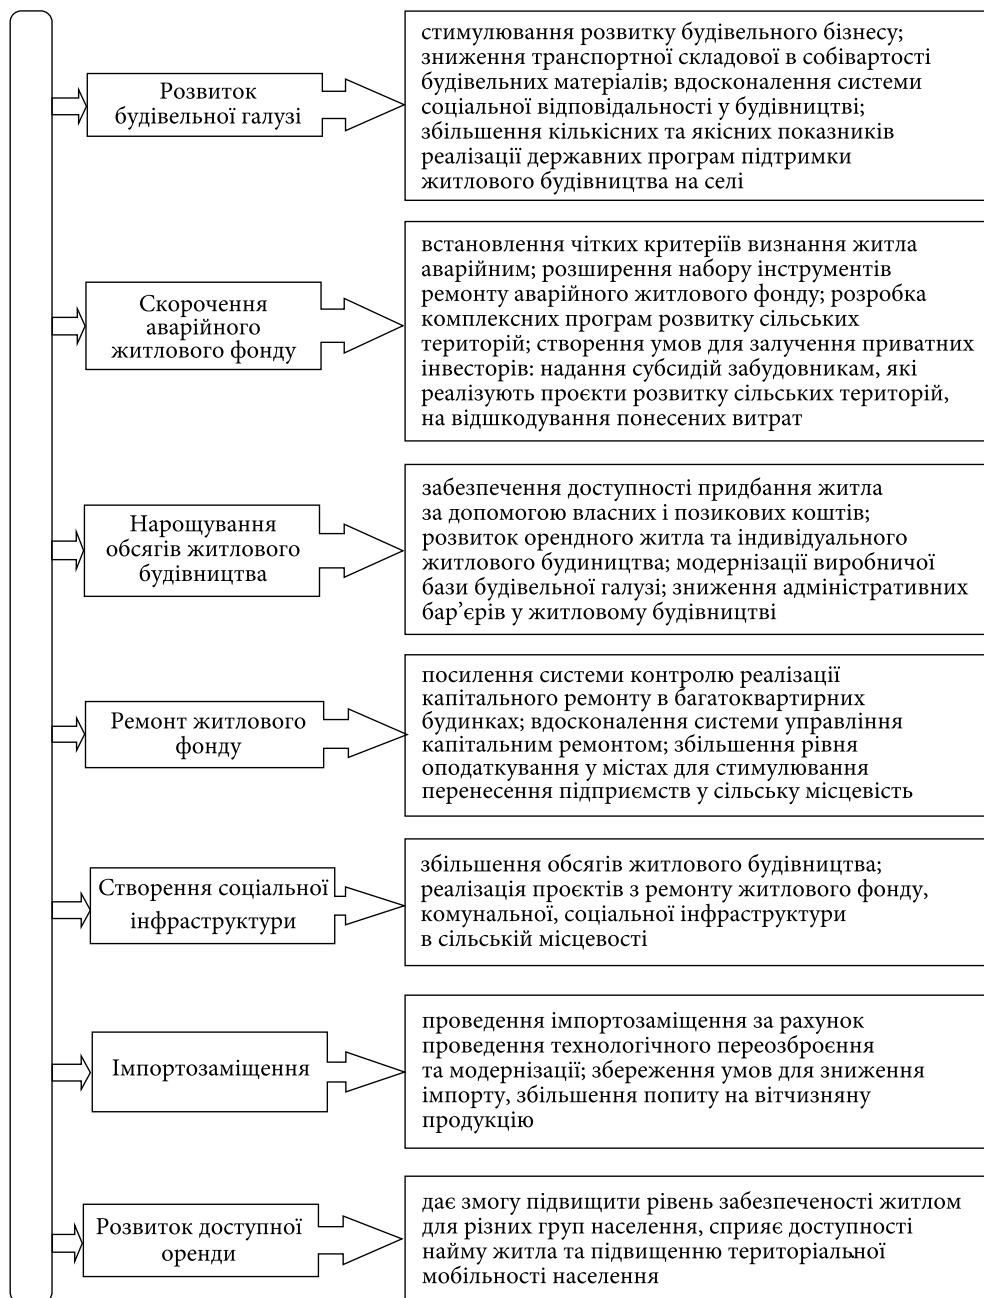 Розвиток
будівельної галузі
стимулювання розвитку будівельного бізнесу;
зниження транспортної складової в собівартості
будівельних матеріалів; вдосконалення системи
соціальної відповідальності у будівництві;
збільшення кількісних та якісних показників
реалізації державних програм підтримки
житлового будівництва на селі
Скорочення
аварійного
житлового фонду
встановлення чітких критеріїв визнання житла
аварійним; розширення набору інструментів
ремонту аварійного житлового фонду; розробка
комплексних програм розвитку сільських
територій; створення умов для залучення приватних
інвесторів: надання субсидій забудовникам, які
реалізують проєкти розвитку сільських територій,
на відшкодування понесених витрат
Нарощування
обсягів житлового
будівництва
забезпечення доступності придбання житла
за допомогою власних і позикових коштів;
розвиток орендного житла та індивідуального
житлового будиництва; модернізації виробничої
бази будівельної галузі; зниження адміністративних
бар’єрів у житловому будівництві
Ремонт житлового
фонду
посилення системи контролю реалізації
капітального ремонту в багатоквартирних
будинках; вдосконалення системи управління
капітальним ремонтом; збільшення рівня
оподаткування у містах для стимулювання
перенесення підприємств у сільську місцевість
Створення соціальної
інфраструктури
збільшення обсягів житлового будівництва;
реалізація проєктів з ремонту житлового фонду,
комунальної, соціальної інфраструктури
в сільській місцевості
Імпортозаміщення
проведення імпортозаміщення за рахунок
проведення технологічного переозброєння
та модернізації; збереження умов для зниження
імпорту, збільшення попиту на вітчизняну
продукцію
Розвиток доступної
оренди
дає змогу підвищити рівень забезпеченості житлом
для різних груп населення, сприяє доступності
найму житла та підвищенню територіальної
мобільності населення